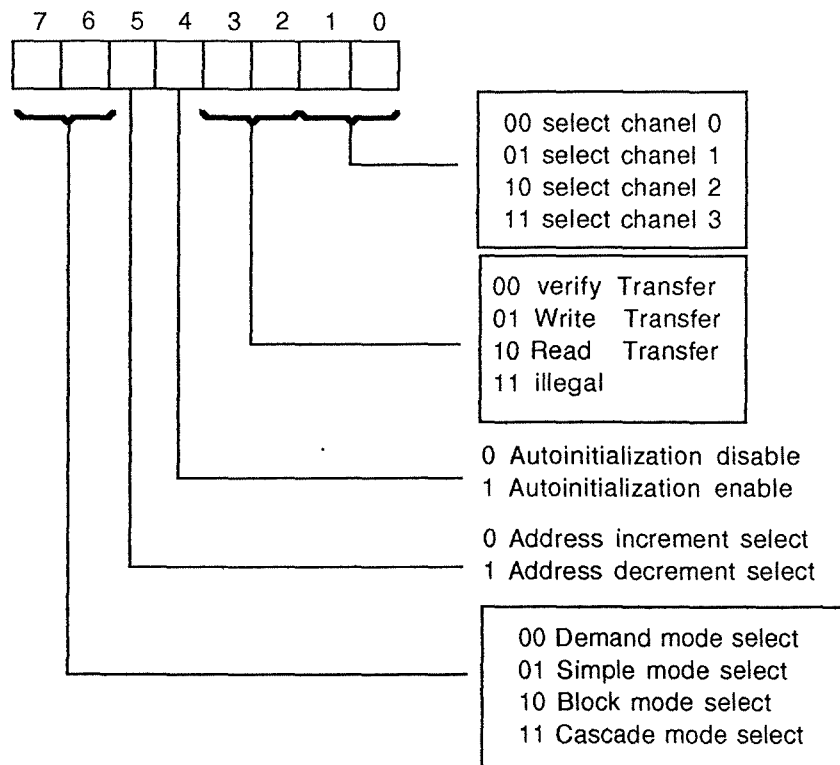 7 6 5 4 3 2 1 0
00 select chanel 0
01 select chanel 1
10 select chanel 2
11 select chanel 3
00 verify Transfer
01 Write Transfer
10 Read Transfer
11 illegal
0 Autoinitialization disable
1 Autoinitialization enable
0 Address increment select
1 Address decrement select
00 Demand mode select
01 Simple mode select
10 Block mode select
11 Cascade mode select